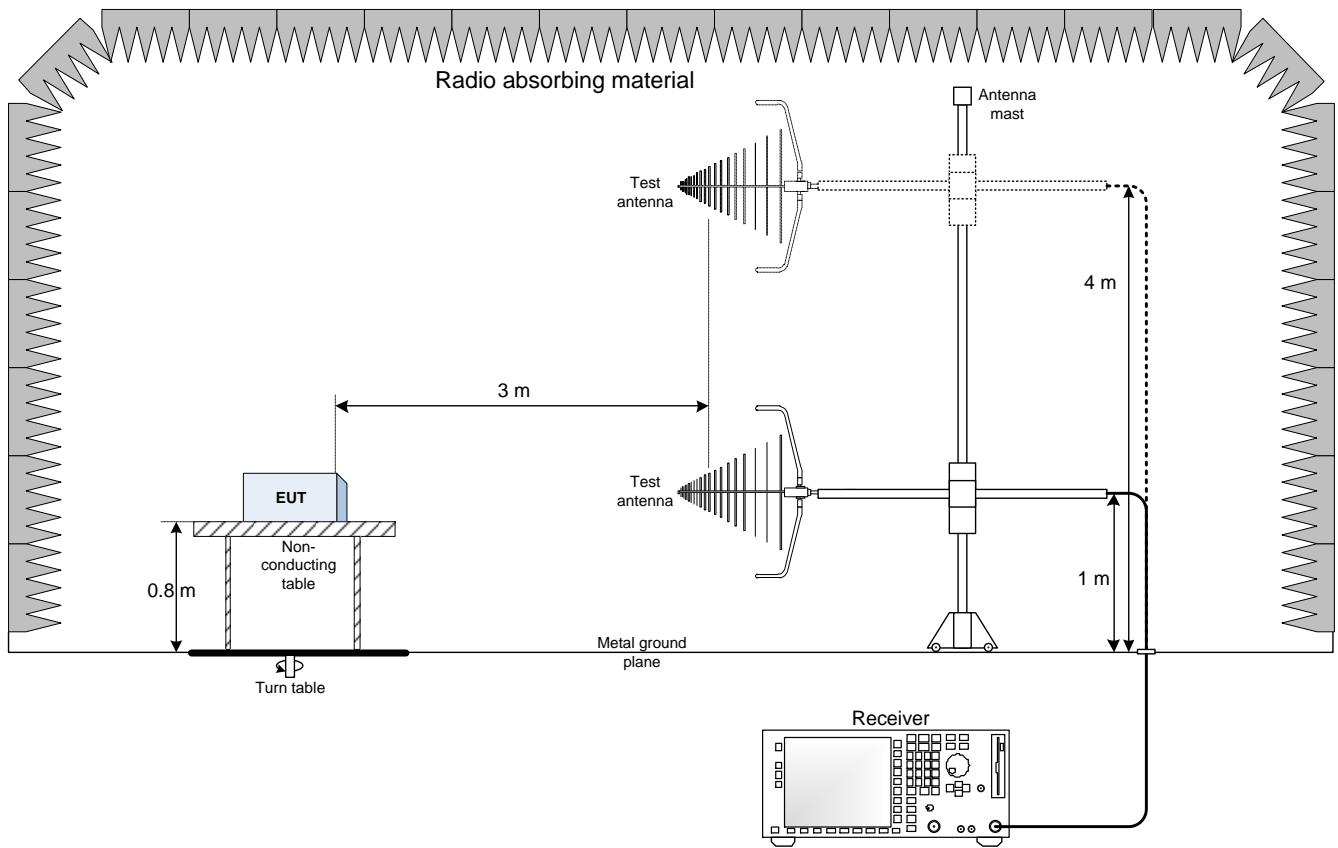 Radio absorbing material
Antenna
mast
Test
antenna
4 m
3 m
Test
antenna
EUT
Non-
conducting
table
0.8 m
1 m
Metal ground
plane
Turn table
Receiver